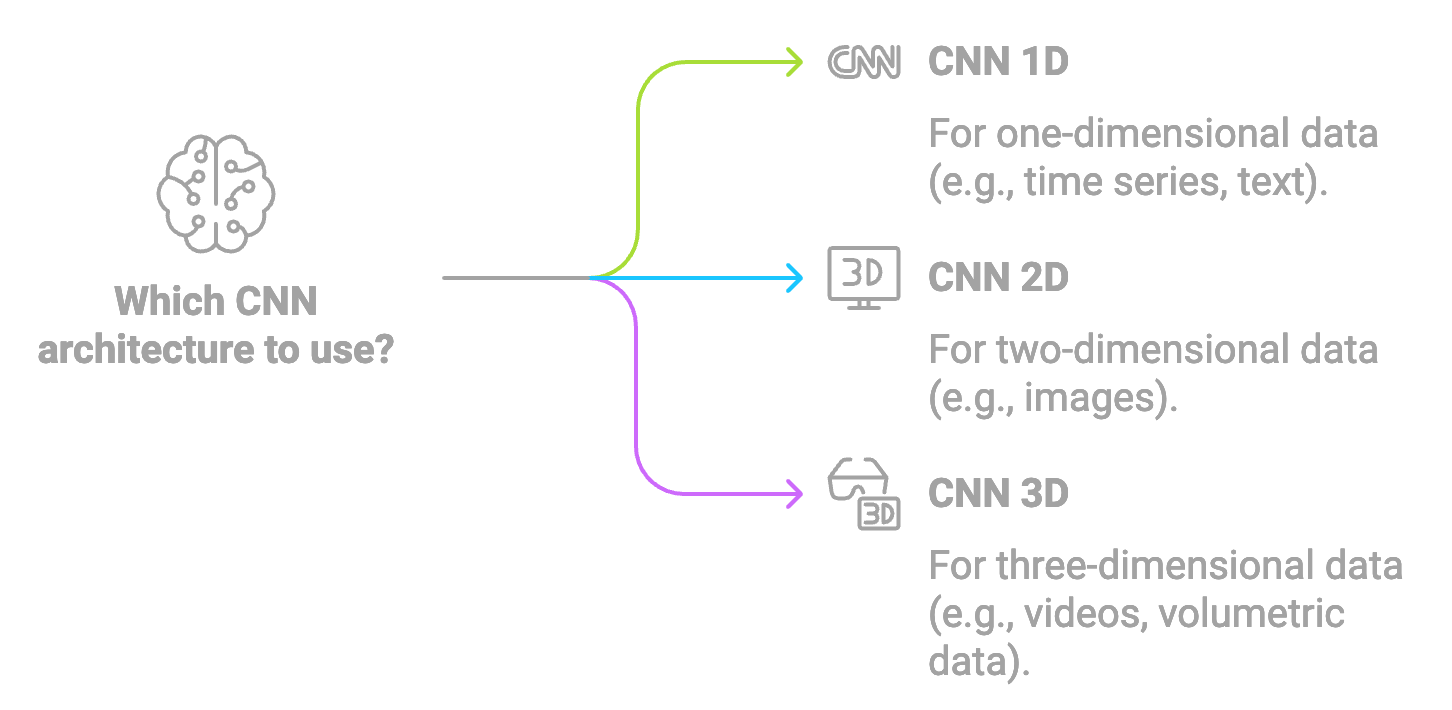 Which CNN
architecture to use?
CNN
CNN 1D
For one-dimensional data
(e.g., time series, text).
3D
CNN 2D
For two-dimensional data
(e.g., images).
3D
CNN 3D
For three-dimensional data
(e.g., videos, volumetric
data).